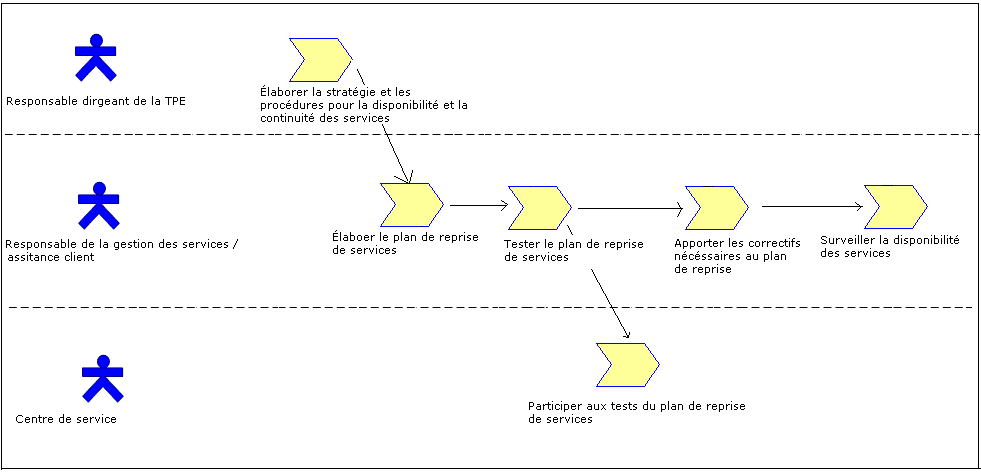 Responsable dirgeant de la TPE
Élaborer la stratégie et les
procédures pour la disponibilité et la
continuité des services
Responsable de la gestion des services /
assitance client
Élaboer le plan de reprise
de services
Tester le plan de reprise
de services
Apporter les correctifs
nécéssaires au plan
de reprise
Surveiller la disponibilité
des services
Centre de service
Participer aux tests du plan de reprise
de services